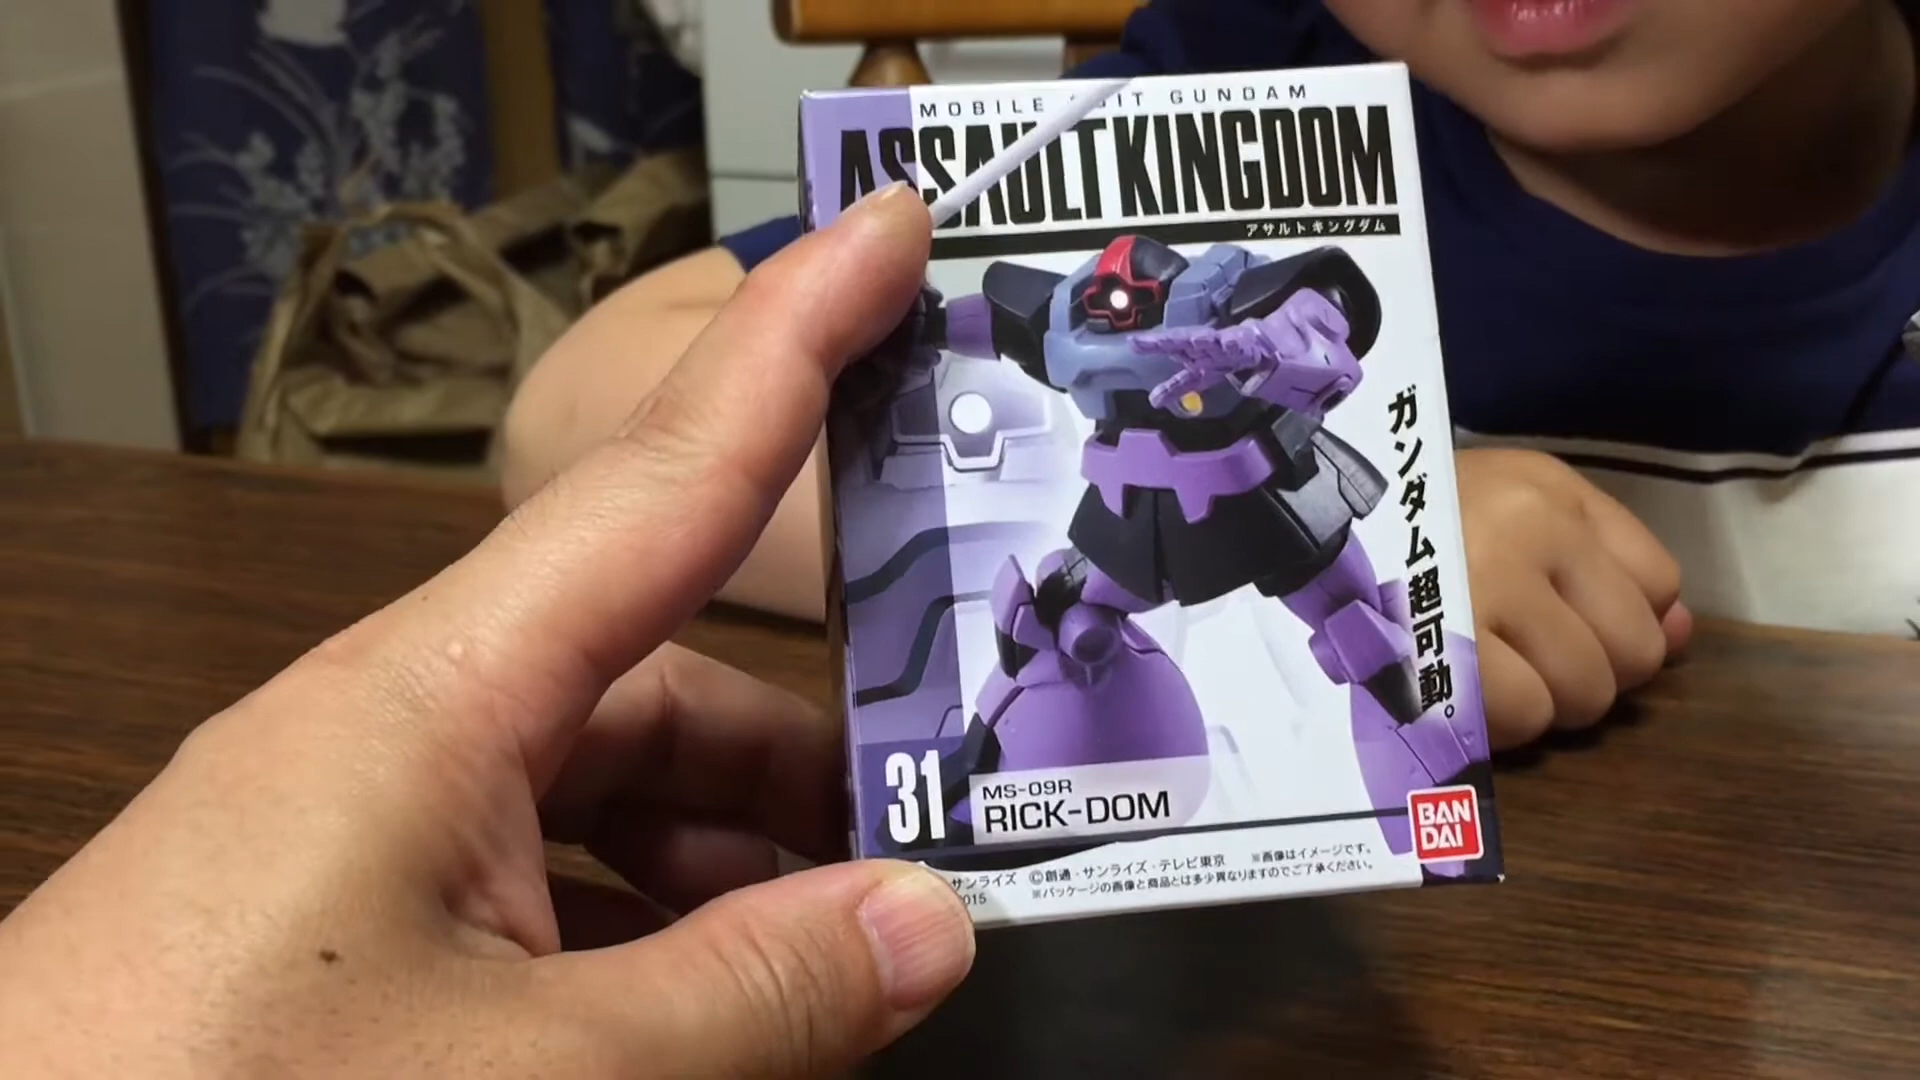 MOBILE SUIT GUNDAM
ASSAULT KINGDOM
アサルトキングダム
ガンダム超可動。
31
MS-09R
RICK-DOM
BAN
DAI
サンライズ ©創通・サンライズ・テレビ東京 ※画像はイメージです。
015 ※パッケージの画像と商品とは多少異なりますのでご了承ください。